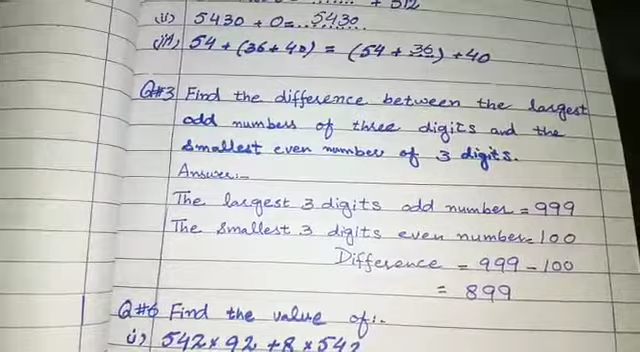 + 512
(ii) 5430 + 0 = ...5430...
(iii) 54 + (36 + 40) = (54 + 36) + 40
Q#3 Find the difference between the largest
odd numbers of three digits and the
smallest even number of 3 digits.
Answer:-
The largest 3 digits odd number = 999
The smallest 3 digits even number = 100
Difference = 999 - 100
= 899
Q#6 Find the value of:-
(i) 542 x 92 + 8 x 542